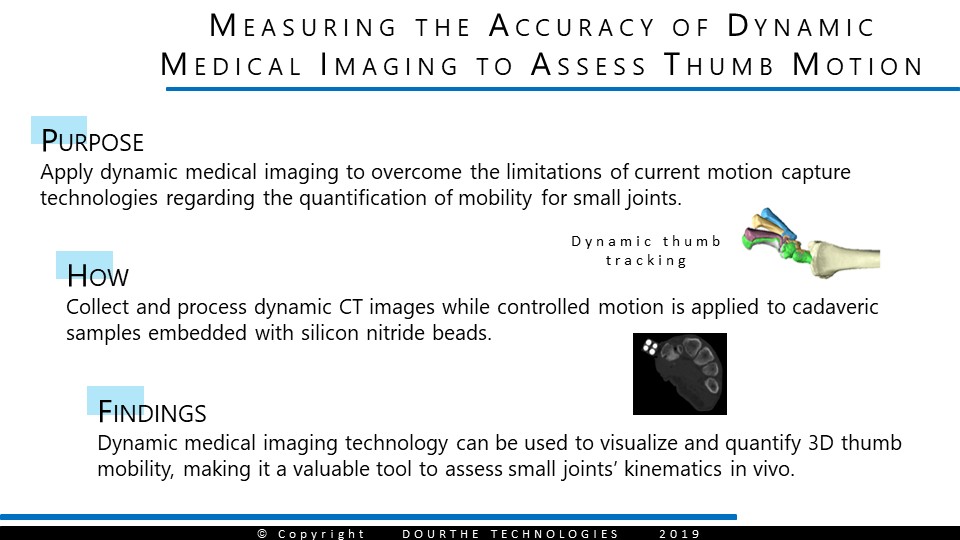 Measuring the Accuracy of Dynamic
Medical Imaging to Assess Thumb Motion
Purpose
Apply dynamic medical imaging to overcome the limitations of current motion capture
technologies regarding the quantification of mobility for small joints.
Dynamic thumb
tracking
How
Collect and process dynamic CT images while controlled motion is applied to cadaveric
samples embedded with silicon nitride beads.
Findings
Dynamic medical imaging technology can be used to visualize and quantify 3D thumb
mobility, making it a valuable tool to assess small joints’ kinematics in vivo.
© Copyright DOURTHE TECHNOLOGIES 2019